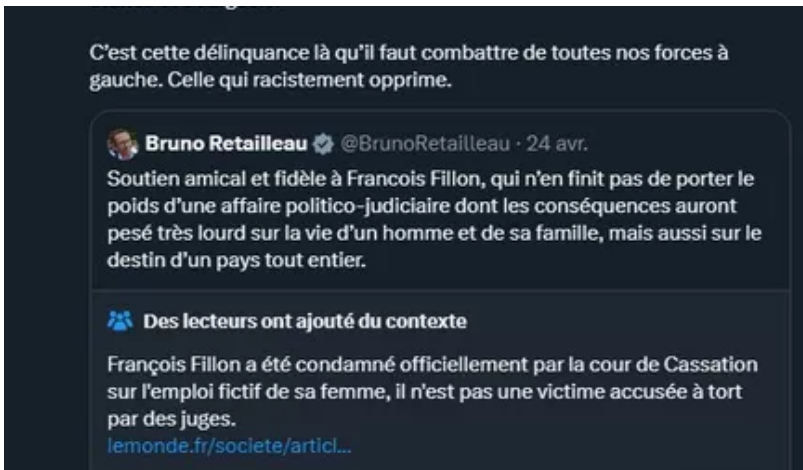 C'est cette délinquance là qu'il faut combattre de toutes nos forces à
gauche. Celle qui racistement opprime.
Bruno Retailleau @BrunoRetailleau · 24 avr.
Soutien amical et fidèle à Francois Fillon, qui n'en finit pas de porter le
poids d'une affaire politico-judiciaire dont les conséquences auront
pesé très lourd sur la vie d'un homme et de sa famille, mais aussi sur le
destin d'un pays tout entier.
Des lecteurs ont ajouté du contexte
François Fillon a été condamné officiellement par la cour de Cassation
sur l'emploi fictif de sa femme, il n'est pas une victime accusée à tort
par des juges.
lemonde.fr/societe/articl...